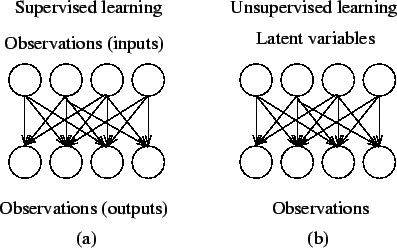 Supervised learning
Observations (inputs)
Observations (outputs)
(a)
Unsupervised learning
Latent variables
Observations
(b)